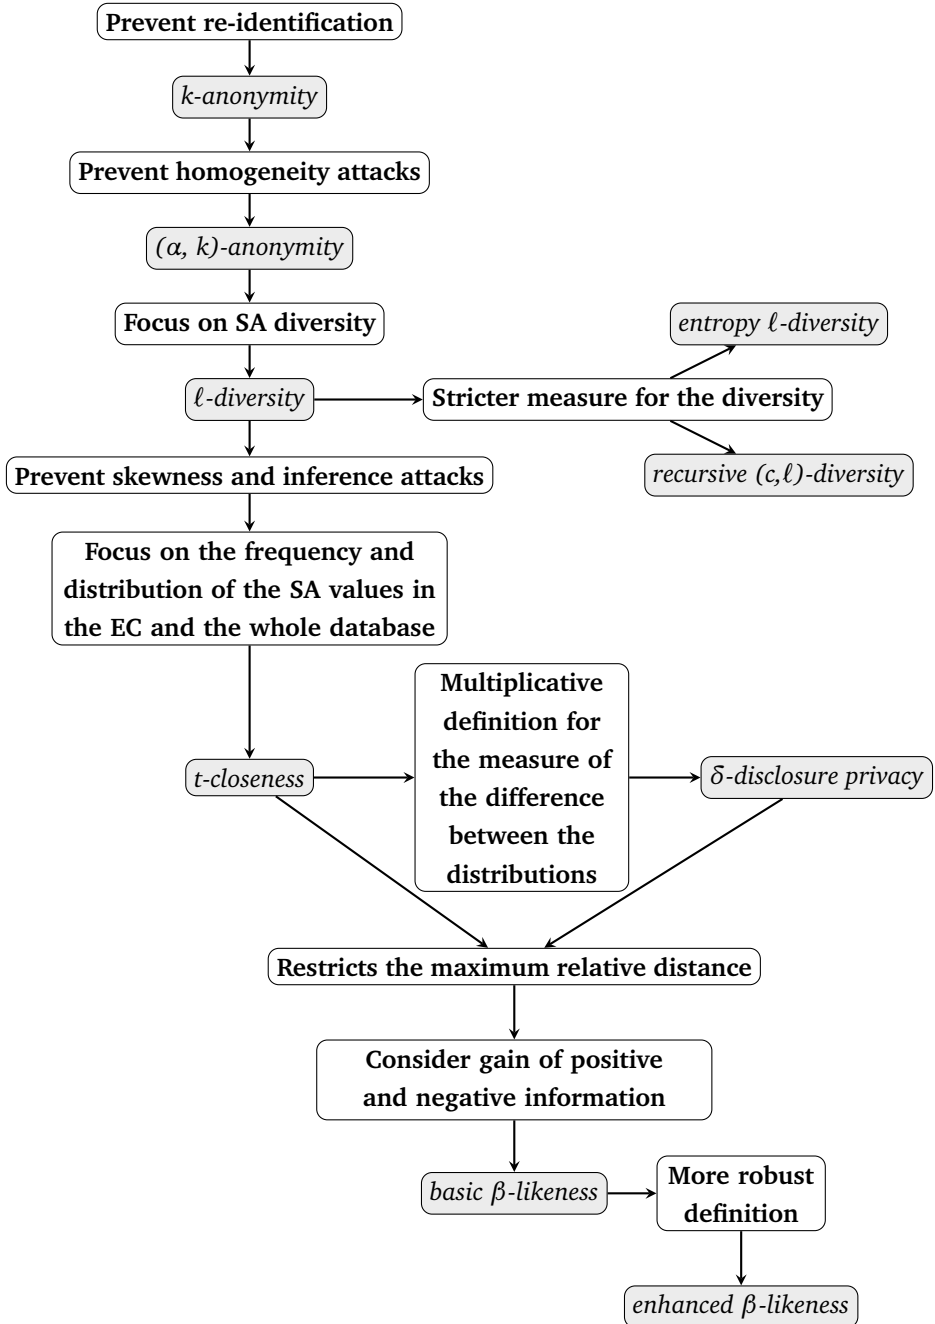 Prevent re-identification
k-anonymity
Prevent homogeneity attacks
(α, k)-anonymity
Focus on SA diversity
entropy ℓ-diversity
ℓ-diversity
Stricter measure for the diversity
recursive (c,ℓ)-diversity
Prevent skewness and inference attacks
Focus on the frequency and
distribution of the SA values in
the EC and the whole database
t-closeness
Multiplicative
definition for
the measure of
the difference
between the
distributions
δ-disclosure privacy
Restricts the maximum relative distance
Consider gain of positive
and negative information
basic β-likeness
More robust
definition
enhanced β-likeness